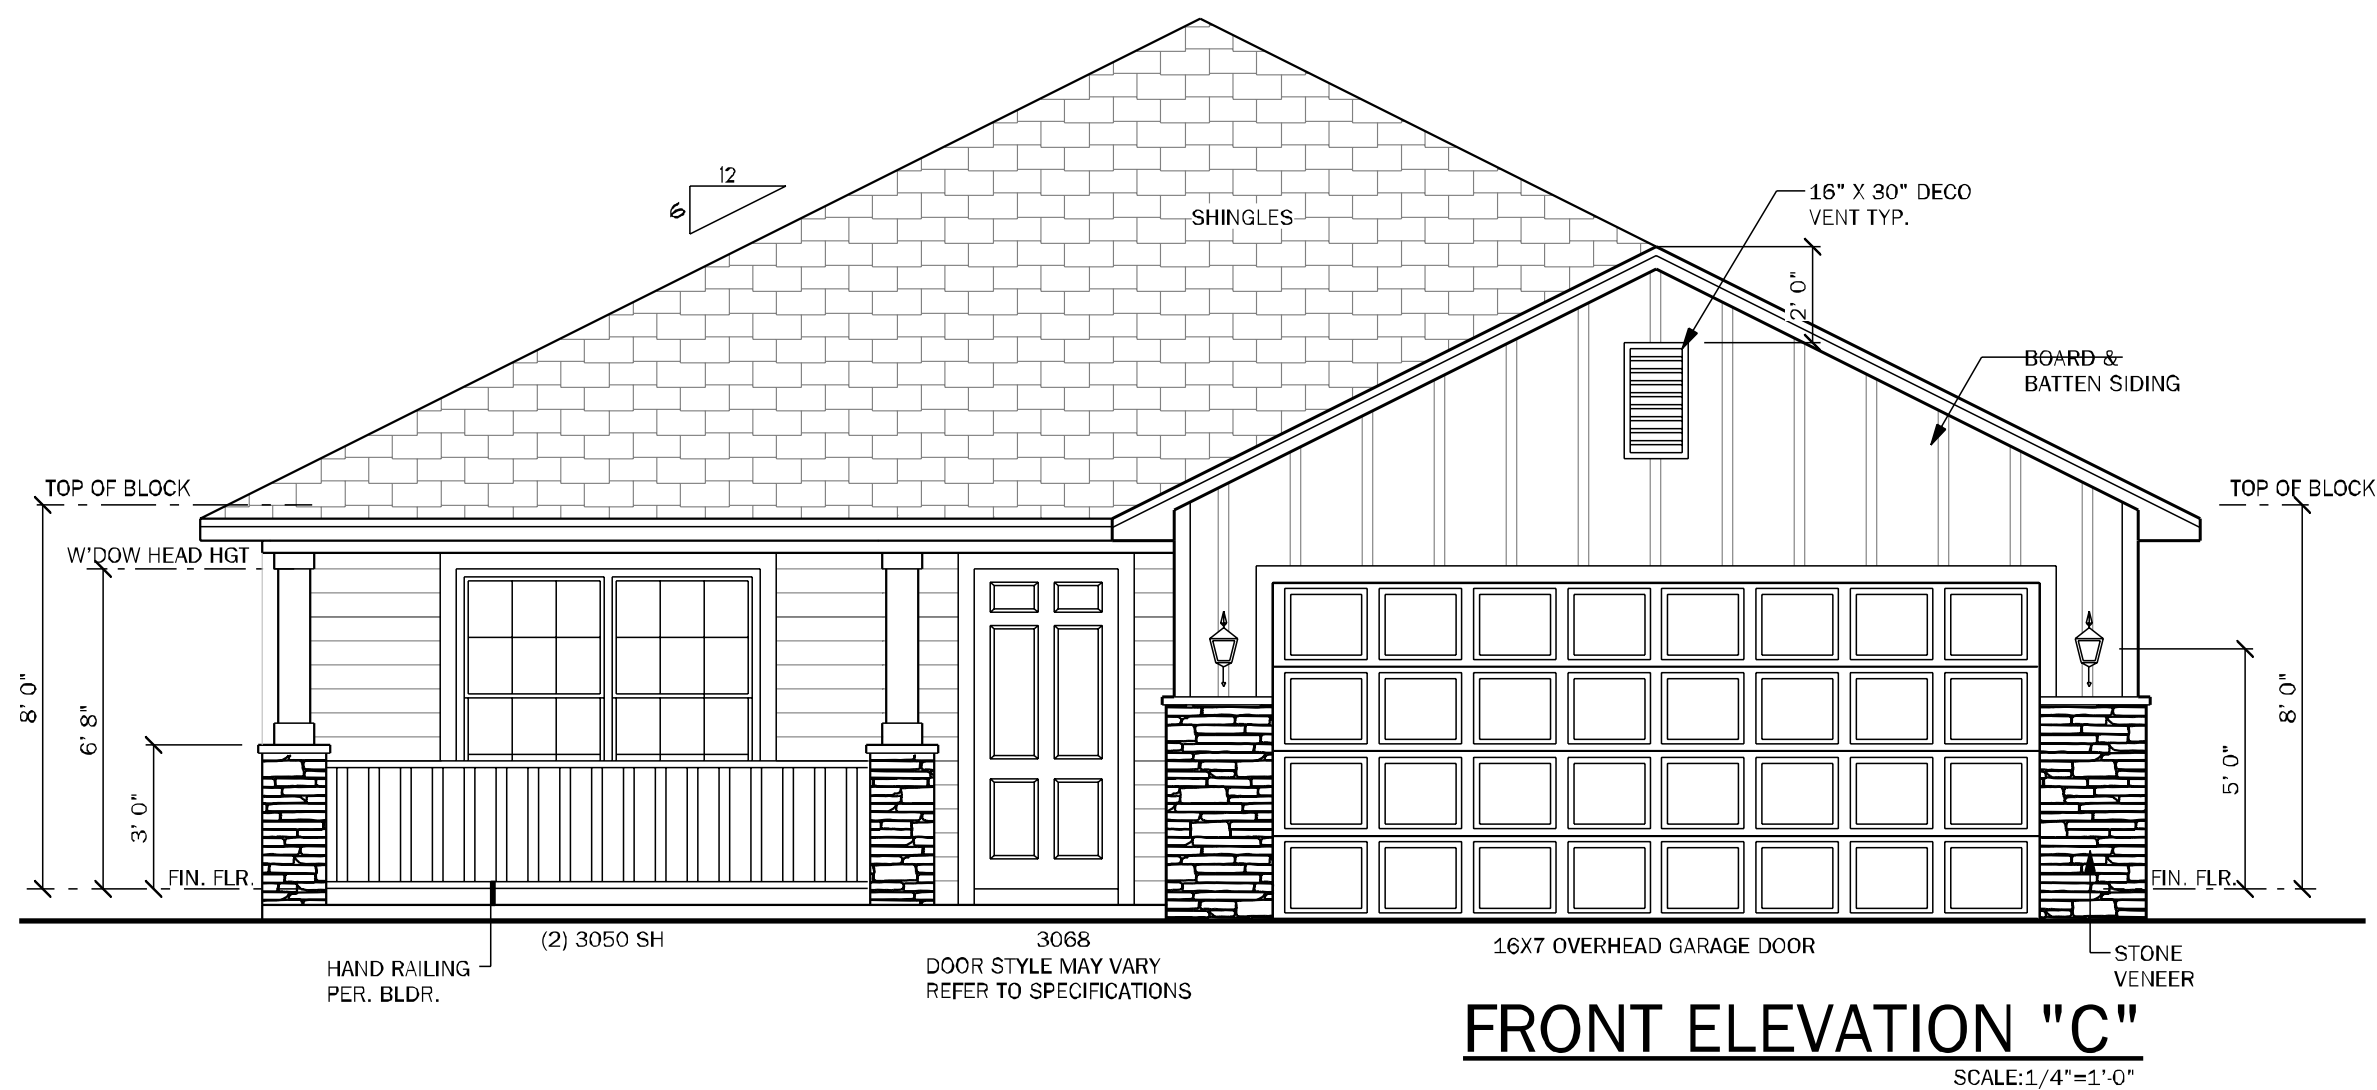 12
6
SHINGLES
16" X 30" DECO
VENT TYP.
2' 0"
BOARD &
BATTEN SIDING
TOP OF BLOCK
TOP OF BLOCK
W'DOW HEAD HGT
8' 0"
6' 8"
3' 0"
8' 0"
5' 0"
FIN. FLR.
FIN. FLR.
(2) 3050 SH
3068
16X7 OVERHEAD GARAGE DOOR
HAND RAILING
PER. BLDR.
DOOR STYLE MAY VARY
REFER TO SPECIFICATIONS
STONE
VENEER
FRONT ELEVATION "C"
SCALE:1/4"=1'-0"